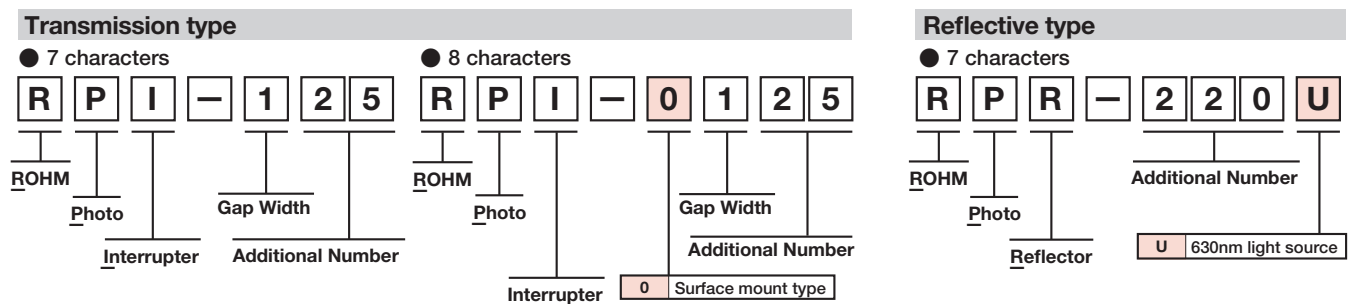 Transmission type
● 7 characters
R P I – 1 2 5
ROHM
Photo
Interrupter
Gap Width
Additional Number
● 8 characters
R P I – 0 1 2 5
ROHM
Photo
Interrupter
0 Surface mount type
Gap Width
Additional Number
Reflective type
● 7 characters
R P R – 2 2 0 U
ROHM
Photo
Reflector
Additional Number
U 630nm light source